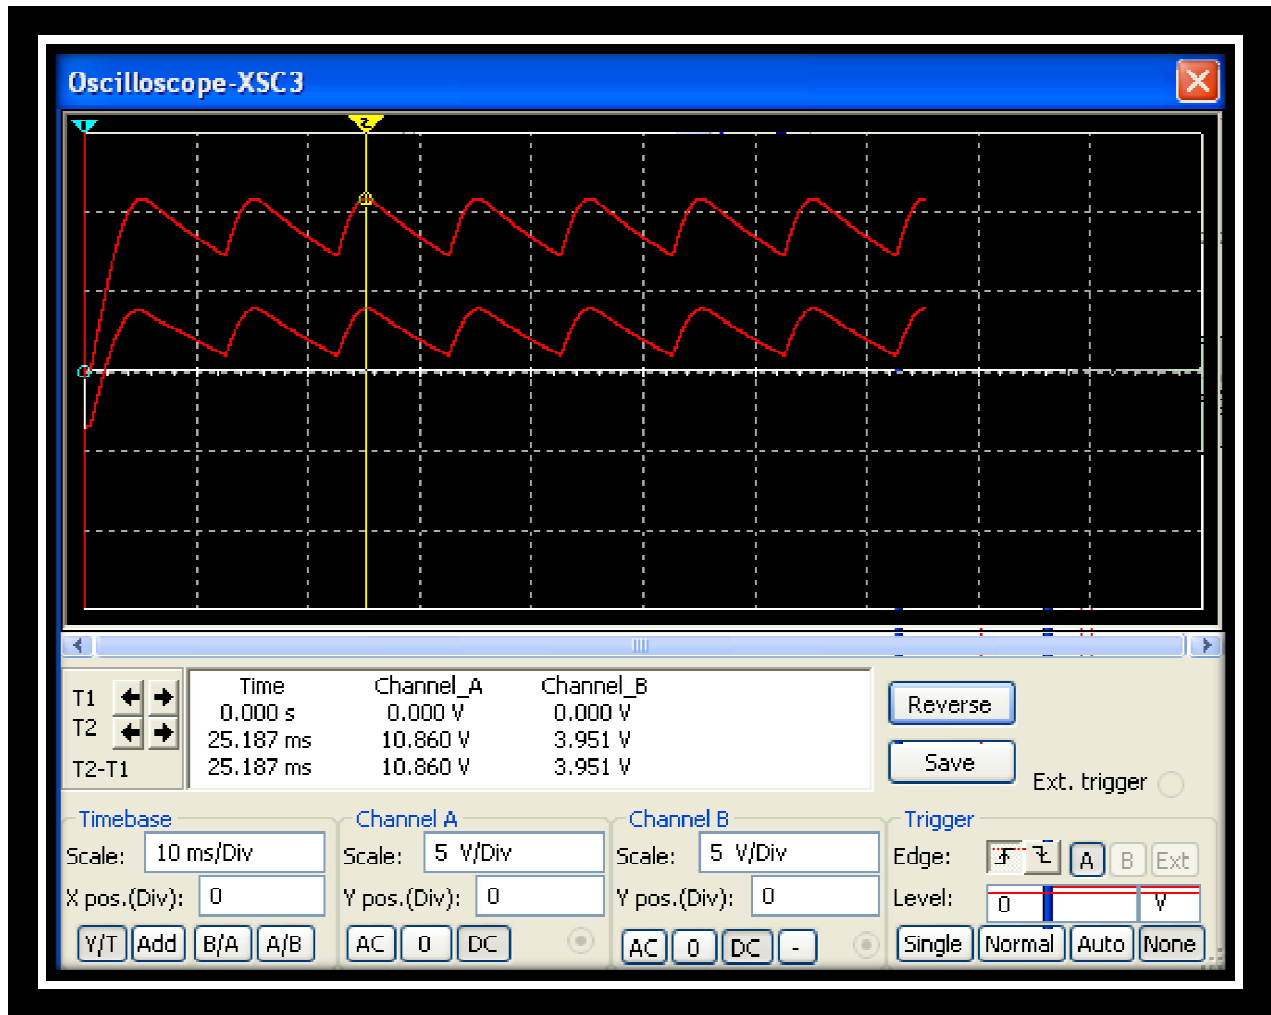 Oscilloscope-XSC3
1 2
Time Channel_A Channel_B
T1 0.000 s 0.000 V 0.000 V
T2 25.187 ms 10.860 V 3.951 V
T2-T1 25.187 ms 10.860 V 3.951 V
Reverse
Save
Ext. trigger
Timebase Channel A Channel B Trigger
Scale: 10 ms/Div Scale: 5 V/Div Scale: 5 V/Div Edge: A B Ext
X pos.(Div): 0 Y pos.(Div): 0 Y pos.(Div): 0 Level: 0 V
Y/T Add B/A A/B AC 0 DC AC 0 DC - Single Normal Auto None